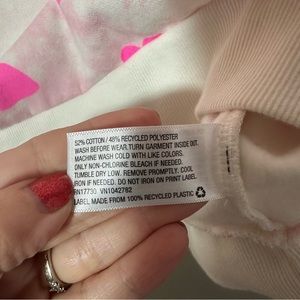 52% COTTON / 48% RECYCLED POLYESTER
WASH BEFORE WEAR.TURN GARMENT INSIDE OUT.
MACHINE WASH COLD WITH LIKE COLORS.
ONLY NON-CHLORINE BLEACH IF NEEDED.
TUMBLE DRY LOW. REMOVE PROMPTLY. COOL
IRON IF NEEDED. DO NOT IRON ON PRINT LABEL.
RN17730 VN1042762
LABEL MADE FROM 100% RECYCLED PLASTIC